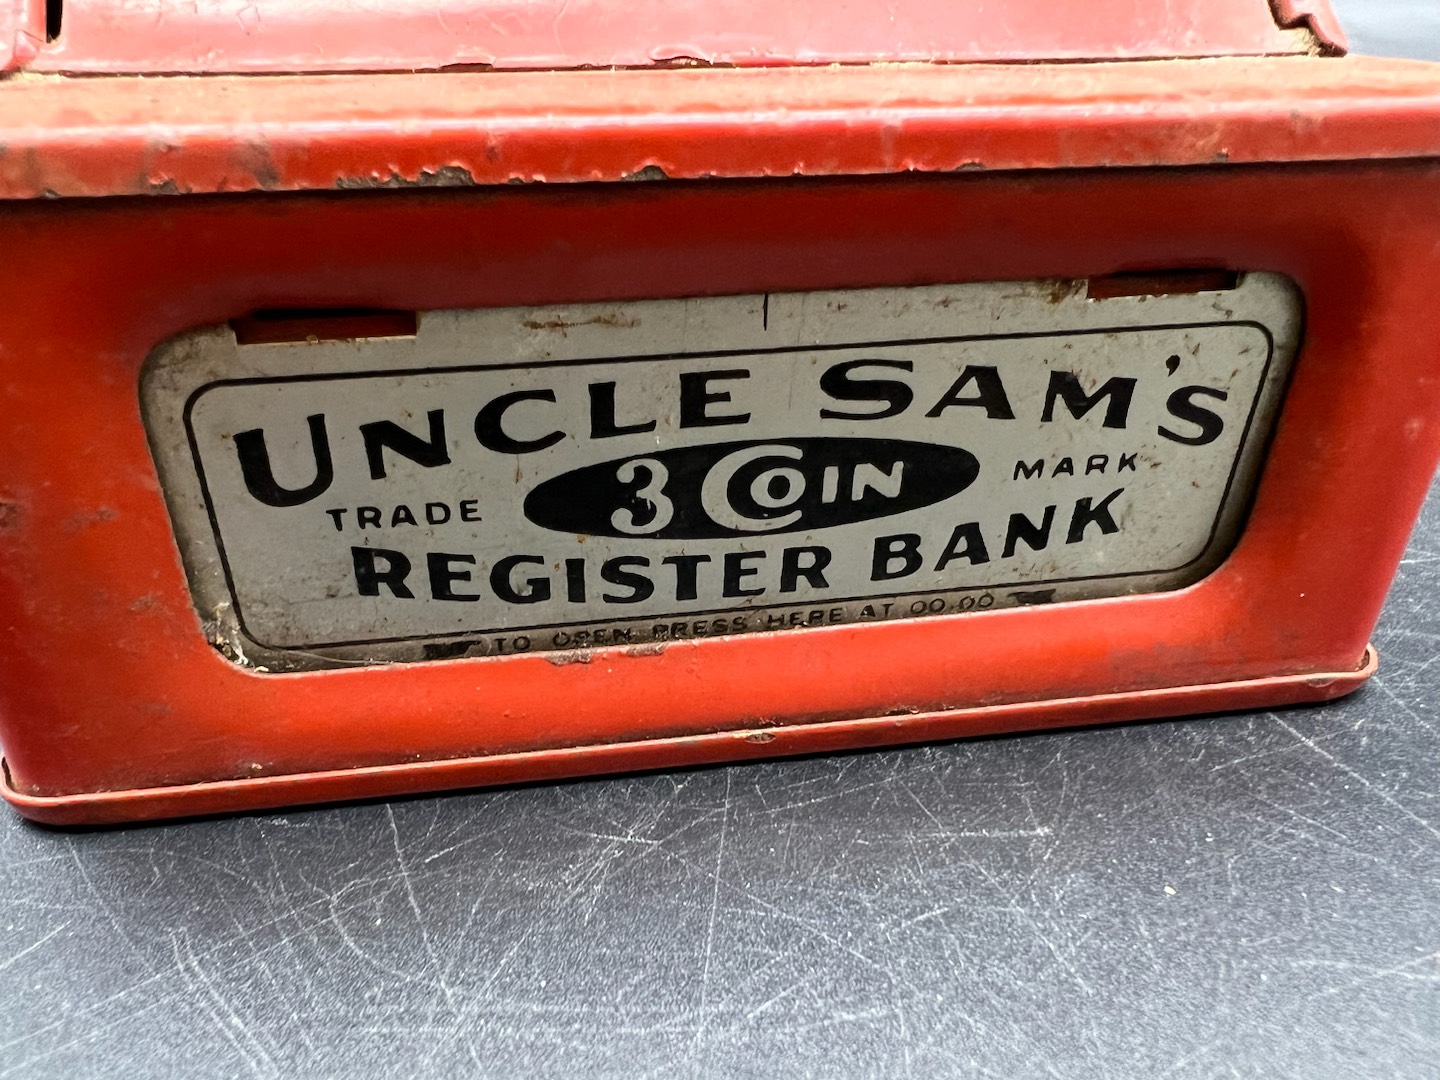 UNCLE SAM'S
TRADE 3 COIN MARK
REGISTER BANK
TO OPEN PRESS HERE AT 00.00